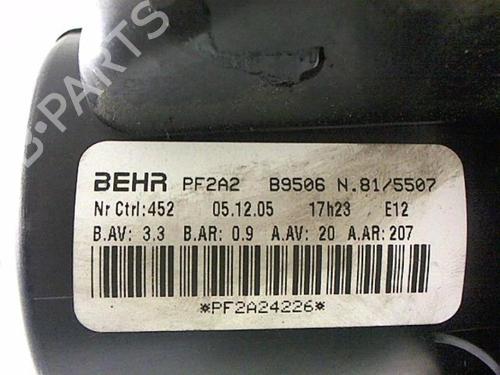 B-PARTS
BEHR PF2A2 B9506 N.81/5507
Nr Ctrl:452 05.12.05 17h23 E12
B.AV: 3.3 B.AR: 0.9 A.AV: 20 A.AR: 207
*PF2A24226*